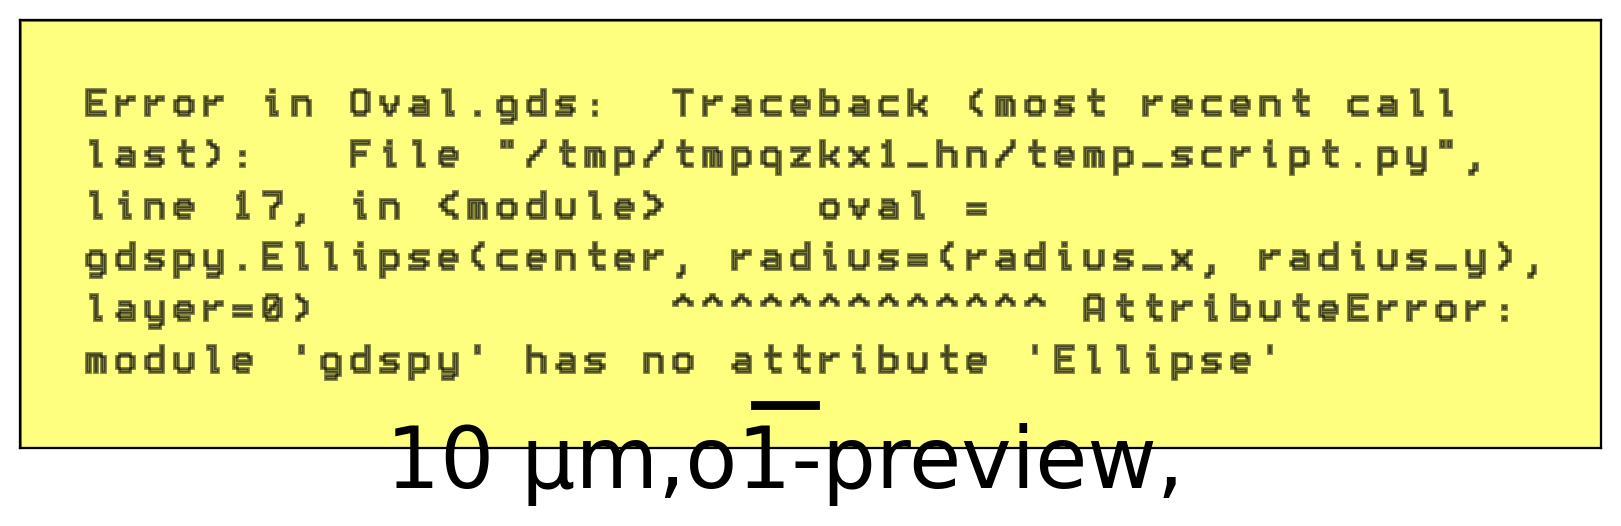 Error in Oval.gds:  Traceback (most recent call
last):   File "/tmp/tmpqzkx1_hn/temp_script.py",
line 17, in <module>     oval =
gdspy.Ellipse(center, radius=(radius_x, radius_y),
layer=0)            ^^^^^^^^^^^^^ AttributeError:
module 'gdspy' has no attribute 'Ellipse'
10 µm,o1-preview,